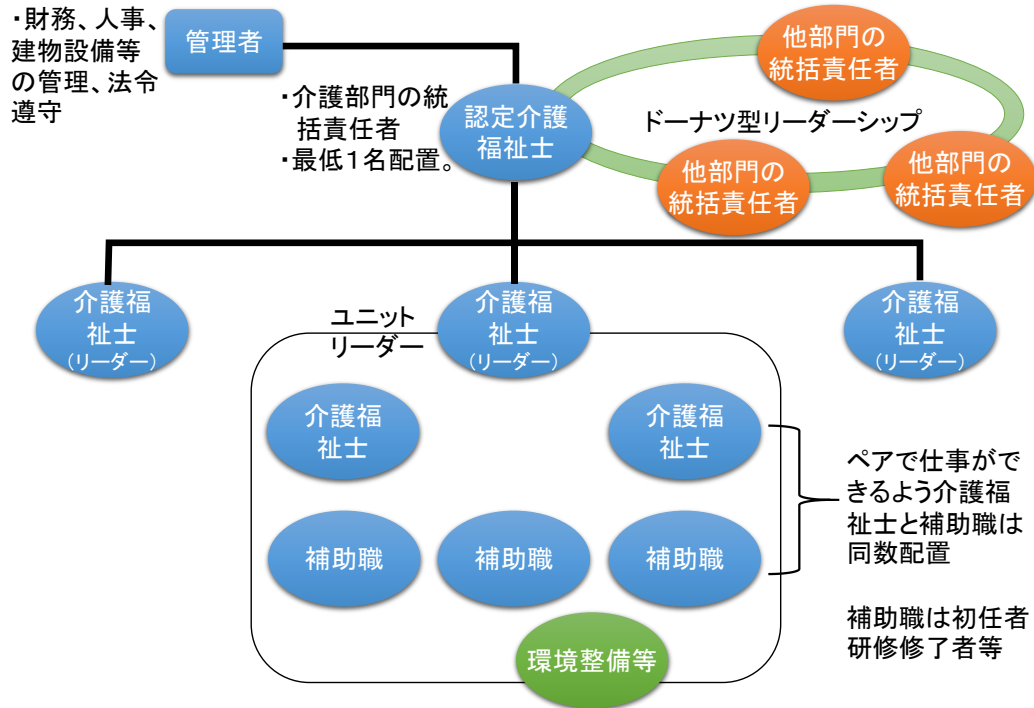 ・財務、人事、
建物設備等
の管理、法令
遵守
管理者
・介護部門の統
括責任者
・最低１名配置。
認定介護
福祉士
他部門の
統括責任者
ドーナツ型リーダーシップ
他部門の
統括責任者
他部門の
統括責任者
介護福
祉士
(リーダー)
ユニット
リーダー
介護福
祉士
(リーダー)
介護福
祉士
(リーダー)
介護福
祉士
介護福
祉士
補助職
補助職
補助職
環境整備等
ペアで仕事がで
きるよう介護福
祉士と補助職は
同数配置
補助職は初任者
研修修了者等